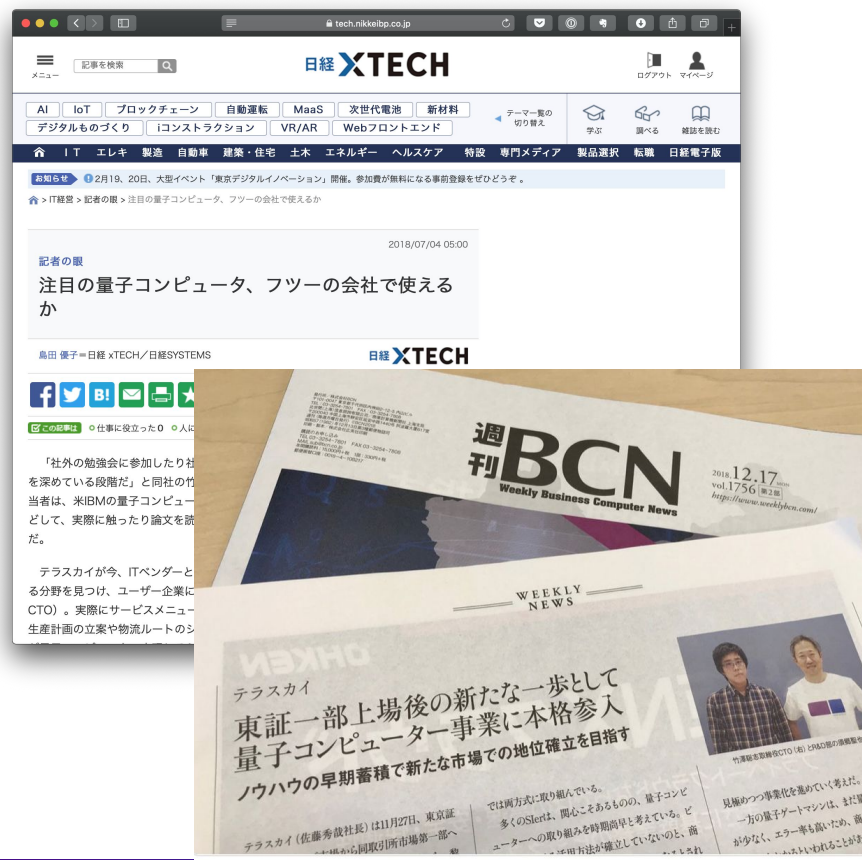 tech.nikkeibp.co.jp
メニュー
記事を検索
日経 XTECH
ログアウト マイページ
AI IoT ブロックチェーン 自動運転 MaaS 次世代電池 新材料
デジタルものづくり iコンストラクション VR/AR Webフロントエンド
テーマ一覧の
切り替え
学ぶ 調べる 雑誌を読む
IT エレキ 製造 自動車 建築・住宅 土木 エネルギー ヘルスケア 特設 専門メディア 製品選択 転職 日経電子版
お知らせ 2月19、20日、大型イベント「東京デジタルイノベーション」開催。参加費が無料になる事前登録をぜひどうぞ 。
> IT経営 > 記者の眼 > 注目の量子コンピュータ、フツーの会社で使えるか
2018/07/04 05:00
記者の眼
注目の量子コンピュータ、フツーの会社で使える
か
島田 優子=日経 xTECH/日経SYSTEMS
日経 XTECH
B!
この記事は 仕事に役立った 0 人に
「社外の勉強会に参加したり社
を深めている段階だ」と同社の竹
当者は、米IBMの量子コンピュー
どして、実際に触ったり論文を読
だ。
テラスカイが今、ITベンダーと
る分野を見つけ、ユーザー企業に
CTO）。実際にサービスメニュー
生産計画の立案や物流ルートのシ
週刊BCN
Weekly Business Computer News
2018.12.17
vol.1756 第2部
https://www.weeklybcn.com/
WEEKLY
NEWS
テラスカイ
東証一部上場後の新たな一歩として
量子コンピューター事業に本格参入
ノウハウの早期蓄積で新たな市場での地位確立を目指す
テラスカイ（佐藤秀哉社長）は11月27日、東京証
では両方式に取り組んでいる。
多くのSIerは、関心こそあるものの、量子コンピ
ューターへの取り組みを時期尚早と考えている。ビ
活用方法が確立していないのと、商
見極めつつ事業化を進めていく考えだ。
一方の量子ゲートマシンは、まだ量
が少なく、エラー率も高いため、商